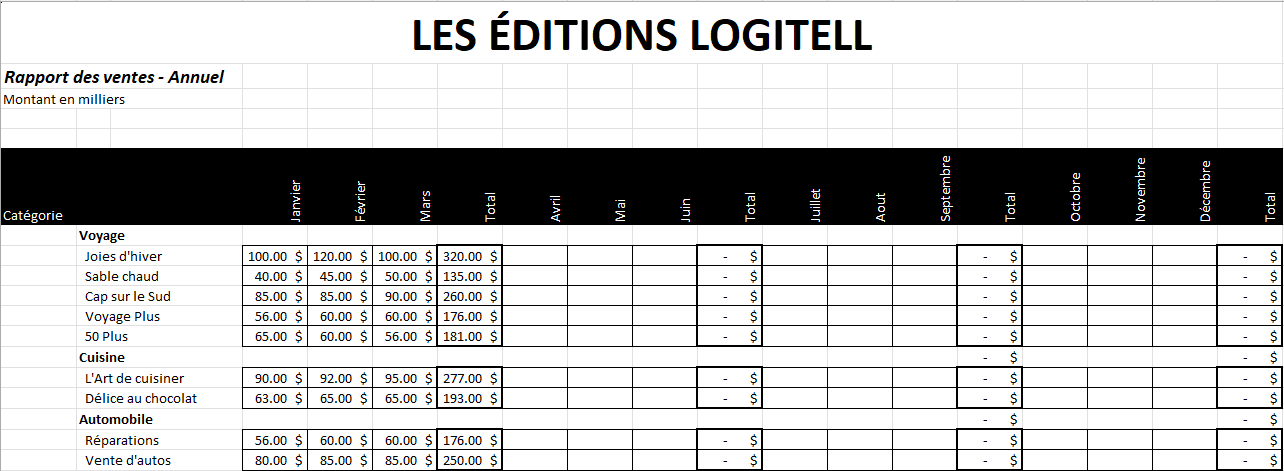 LES ÉDITIONS LOGITELL
Rapport des ventes - Annuel
Montant en milliers
Catégorie Janvier Février Mars Total Avril Mai Juin Total Juillet Aout Septembre Total Octobre Novembre Décembre Total
Voyage
Joies d'hiver 100.00 $ 120.00 $ 100.00 $ 320.00 $ - $ - $ - $
Sable chaud 40.00 $ 45.00 $ 50.00 $ 135.00 $ - $ - $ - $
Cap sur le Sud 85.00 $ 85.00 $ 90.00 $ 260.00 $ - $ - $ - $
Voyage Plus 56.00 $ 60.00 $ 60.00 $ 176.00 $ - $ - $ - $
50 Plus 65.00 $ 60.00 $ 56.00 $ 181.00 $ - $ - $ - $
Cuisine - $ - $
L'Art de cuisiner 90.00 $ 92.00 $ 95.00 $ 277.00 $ - $ - $ - $
Délice au chocolat 63.00 $ 65.00 $ 65.00 $ 193.00 $ - $ - $ - $
Automobile - $ - $
Réparations 56.00 $ 60.00 $ 60.00 $ 176.00 $ - $ - $ - $
Vente d'autos 80.00 $ 85.00 $ 85.00 $ 250.00 $ - $ - $ - $